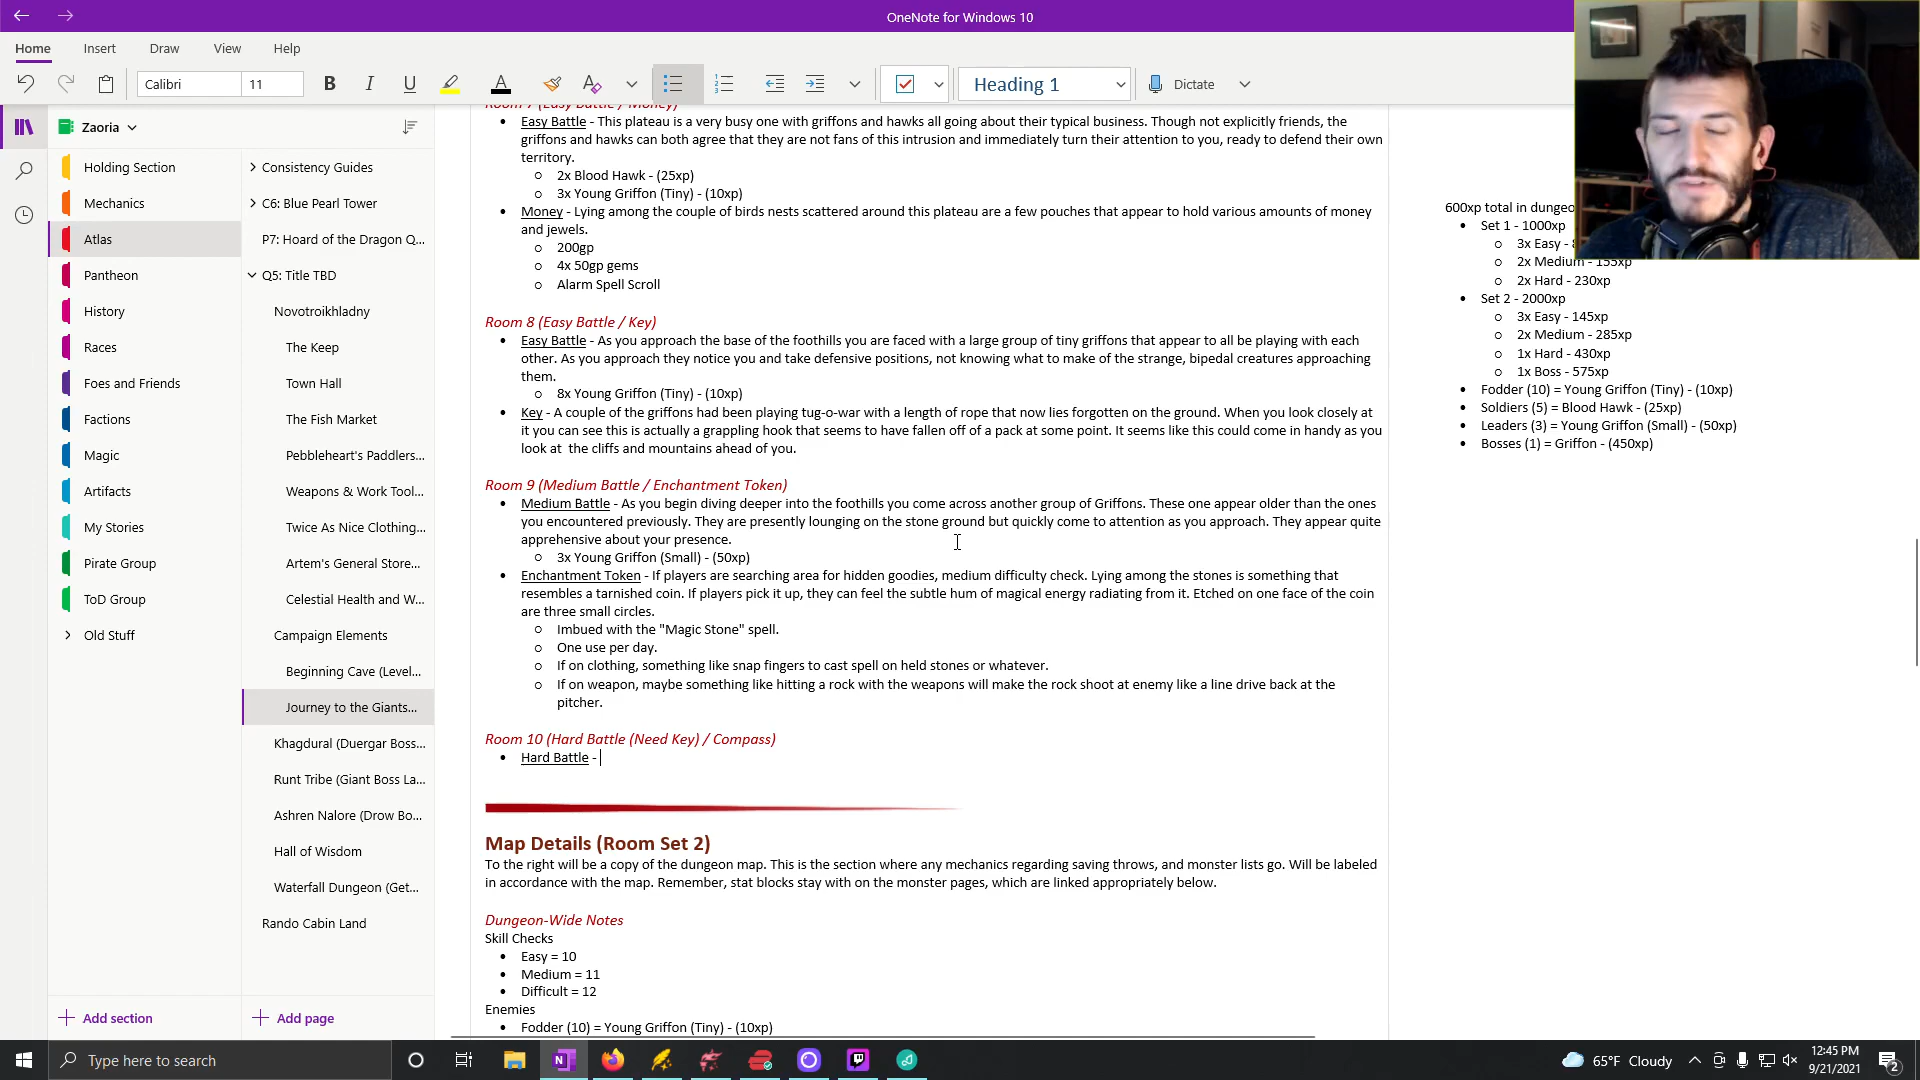 OneNote for Windows 10
Home
Insert
Draw
View
Help
Calibri
11
B
I
U
A
Heading 1
Dictate
Zaoria
Holding Section
Mechanics
Atlas
Pantheon
History
Races
Foes and Friends
Factions
Magic
Artifacts
My Stories
Pirate Group
ToD Group
Old Stuff
Add section
Consistency Guides
C6: Blue Pearl Tower
P7: Hoard of the Dragon Q...
Q5: Title TBD
Novotroikhladny
The Keep
Town Hall
The Fish Market
Pebbleheart's Paddlers...
Weapons & Work Tool...
Twice As Nice Clothing...
Artem's General Store...
Celestial Health and W...
Campaign Elements
Beginning Cave (Level...
Journey to the Giants...
Khagdural (Duergar Boss...
Runt Tribe (Giant Boss La...
Ashren Nalore (Drow Bo...
Hall of Wisdom
Waterfall Dungeon (Get...
Rando Cabin Land
Add page
Room 7 (Easy Battle / Money)
• Easy Battle - This plateau is a very busy one with griffons and hawks all going about their typical business. Though not explicitly friends, the
griffons and hawks can both agree that they are not fans of this intrusion and immediately turn their attention to you, ready to defend their own
territory.
o 2x Blood Hawk - (25xp)
o 3x Young Griffon (Tiny) - (10xp)
• Money - Lying among the couple of birds nests scattered around this plateau are a few pouches that appear to hold various amounts of money
and jewels.
o 200gp
o 4x 50gp gems
o Alarm Spell Scroll
Room 8 (Easy Battle / Key)
• Easy Battle - As you approach the base of the foothills you are faced with a large group of tiny griffons that appear to all be playing with each
other. As you approach they notice you and take defensive positions, not knowing what to make of the strange, bipedal creatures approaching
them.
o 8x Young Griffon (Tiny) - (10xp)
• Key - A couple of the griffons had been playing tug-o-war with a length of rope that now lies forgotten on the ground. When you look closely at
it you can see this is actually a grappling hook that seems to have fallen off of a pack at some point. It seems like this could come in handy as you
look at the cliffs and mountains ahead of you.
Room 9 (Medium Battle / Enchantment Token)
• Medium Battle - As you begin diving deeper into the foothills you come across another group of Griffons. These one appear older than the ones
you encountered previously. They are presently lounging on the stone ground but quickly come to attention as you approach. They appear quite
apprehensive about your presence.
o 3x Young Griffon (Small) - (50xp)
• Enchantment Token - If players are searching area for hidden goodies, medium difficulty check. Lying among the stones is something that
resembles a tarnished coin. If players pick it up, they can feel the subtle hum of magical energy radiating from it. Etched on one face of the coin
are three small circles.
o Imbued with the "Magic Stone" spell.
o One use per day.
o If on clothing, something like snap fingers to cast spell on held stones or whatever.
o If on weapon, maybe something like hitting a rock with the weapons will make the rock shoot at enemy like a line drive back at the
pitcher.
Room 10 (Hard Battle (Need Key) / Compass)
• Hard Battle -
Map Details (Room Set 2)
To the right will be a copy of the dungeon map. This is the section where any mechanics regarding saving throws, and monster lists go. Will be labeled
in accordance with the map. Remember, stat blocks stay with on the monster pages, which are linked appropriately below.
Dungeon-Wide Notes
Skill Checks
• Easy = 10
• Medium = 11
• Difficult = 12
Enemies
• Fodder (10) = Young Griffon (Tiny) - (10xp)
600xp total in
• Set 1 - 1000xp
o 3x Easy -
o 2x Medium - 155xp
o 2x Hard - 230xp
• Set 2 - 2000xp
o 3x Easy - 145xp
o 2x Medium - 285xp
o 1x Hard - 430xp
o 1x Boss - 575xp
• Fodder (10) = Young Griffon (Tiny) - (10xp)
• Soldiers (5) = Blood Hawk - (25xp)
• Leaders (3) = Young Griffon (Small) - (50xp)
• Bosses (1) = Griffon - (450xp)
Type here to search
65°F Cloudy
12:45 PM
9/21/2021
2